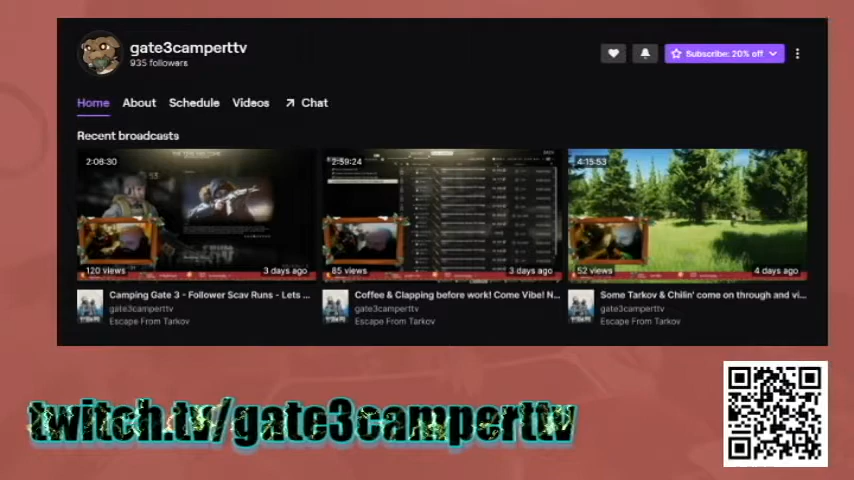 gate3camperttv
935 followers
Subscribe: 20% off
Home About Schedule Videos Chat
Recent broadcasts
2:08:30 2:59:24 4:15:53
120 views 3 days ago 85 views 3 days ago 52 views 4 days ago
Camping Gate 3 - Follower Scav Runs - Lets ... Coffee & Clapping before work! Come Vibe! N... Some Tarkov & Chilin' come on through and vi...
gate3camperttv gate3camperttv gate3camperttv
Escape From Tarkov Escape From Tarkov Escape From Tarkov
twitch.tv/gate3camperttv